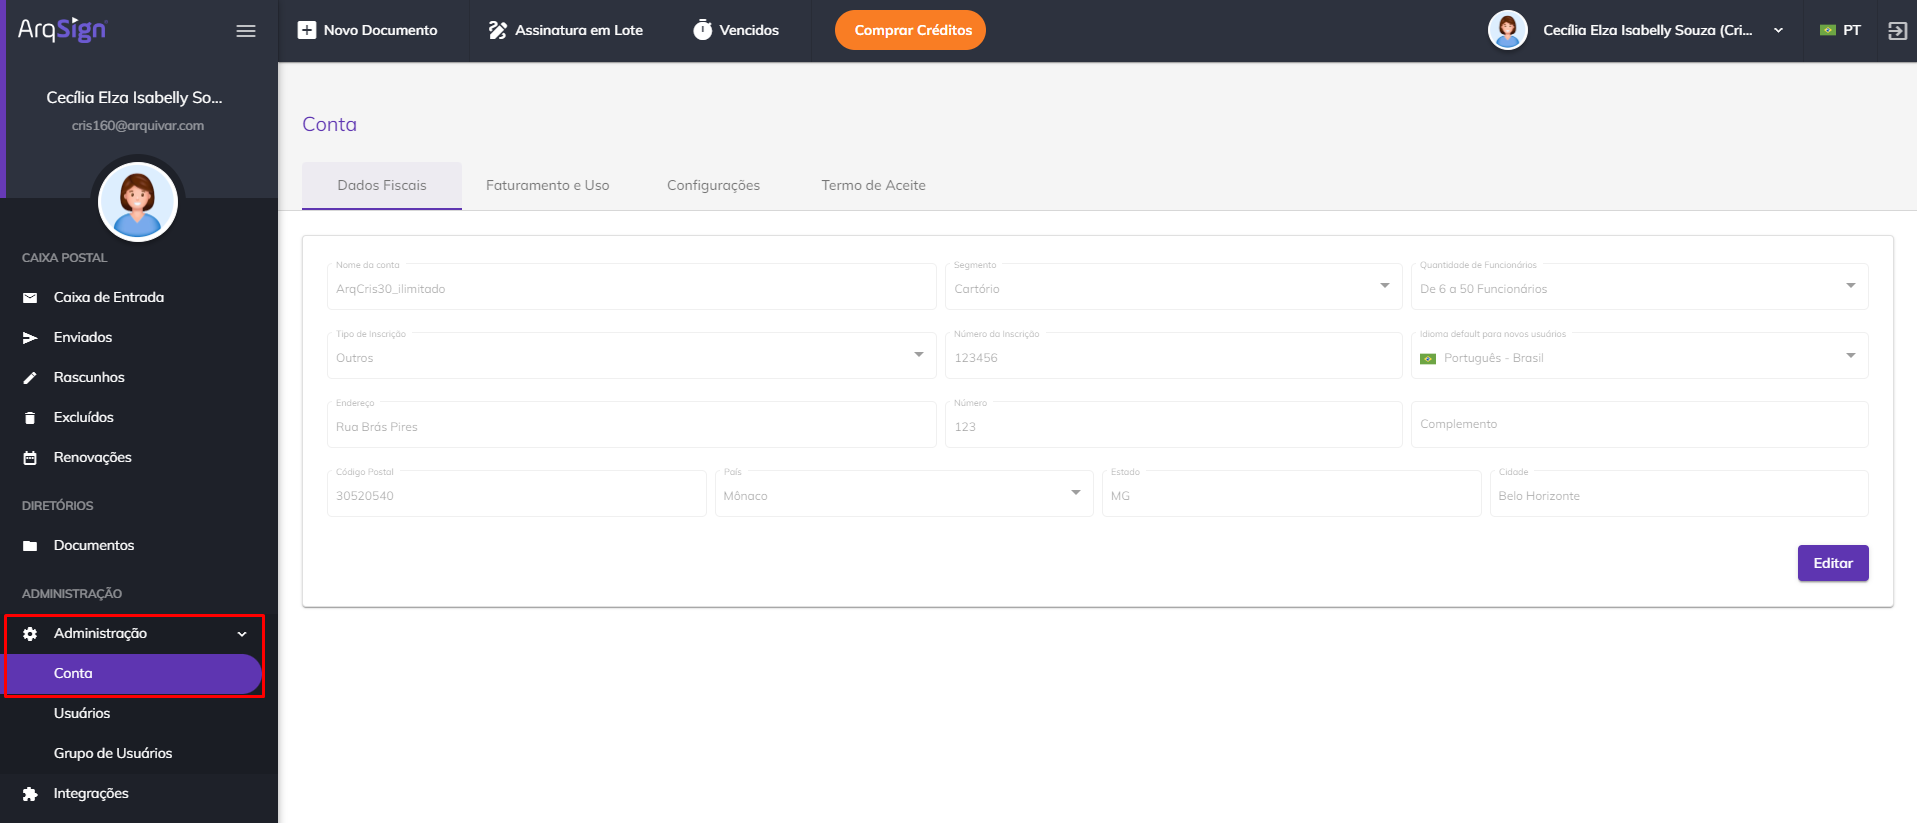 ArqSign
Novo Documento
Assinatura em Lote
Vencidos
Comprar Créditos
Cecília Elza Isabelly Souza (Cri...
PT
Cecília Elza Isabelly So...
cris160@arquivar.com
CAIXA POSTAL
Caixa de Entrada
Enviados
Rascunhos
Excluídos
Renovações
DIRETÓRIOS
Documentos
ADMINISTRAÇÃO
Administração
Conta
Usuários
Grupo de Usuários
Integrações
Conta
Dados Fiscais
Faturamento e Uso
Configurações
Termo de Aceite
Nome da conta
ArqCris30_ilimitado
Segmento
Cartório
Quantidade de Funcionários
De 6 a 50 Funcionários
Tipo de Inscrição
Outros
Número da Inscrição
123456
Idioma default para novos usuários
Português - Brasil
Endereço
Rua Brás Pires
Número
123
Complemento
Código Postal
30520540
País
Mônaco
Estado
MG
Cidade
Belo Horizonte
Editar